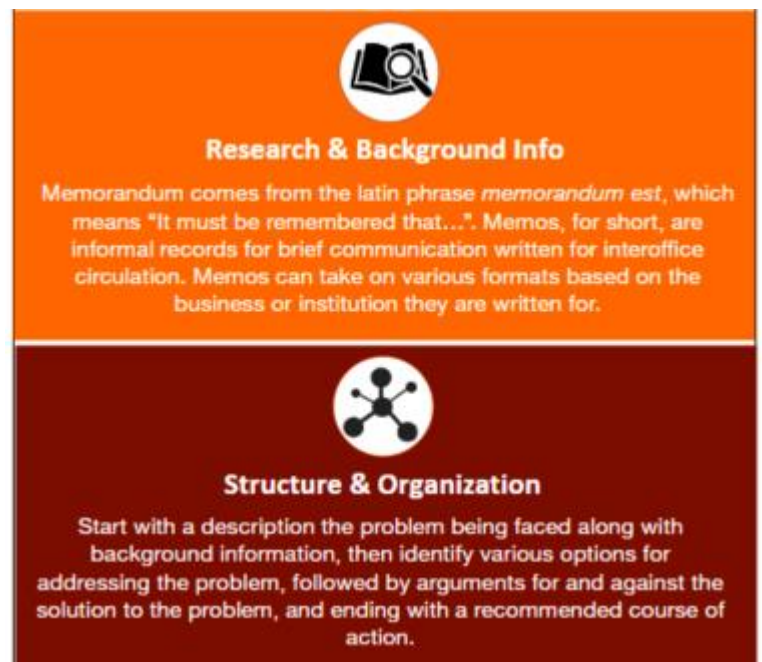 Research & Background Info
Memorandum comes from the latin phrase memorandum est, which
means "It must be remembered that...". Memos, for short, are
informal records for brief communication written for interoffice
circulation. Memos can take on various formats based on the
business or institution they are written for.
Structure & Organization
Start with a description the problem being faced along with
background information, then identify various options for
addressing the problem, followed by arguments for and against the
solution to the problem, and ending with a recommended course of
action.